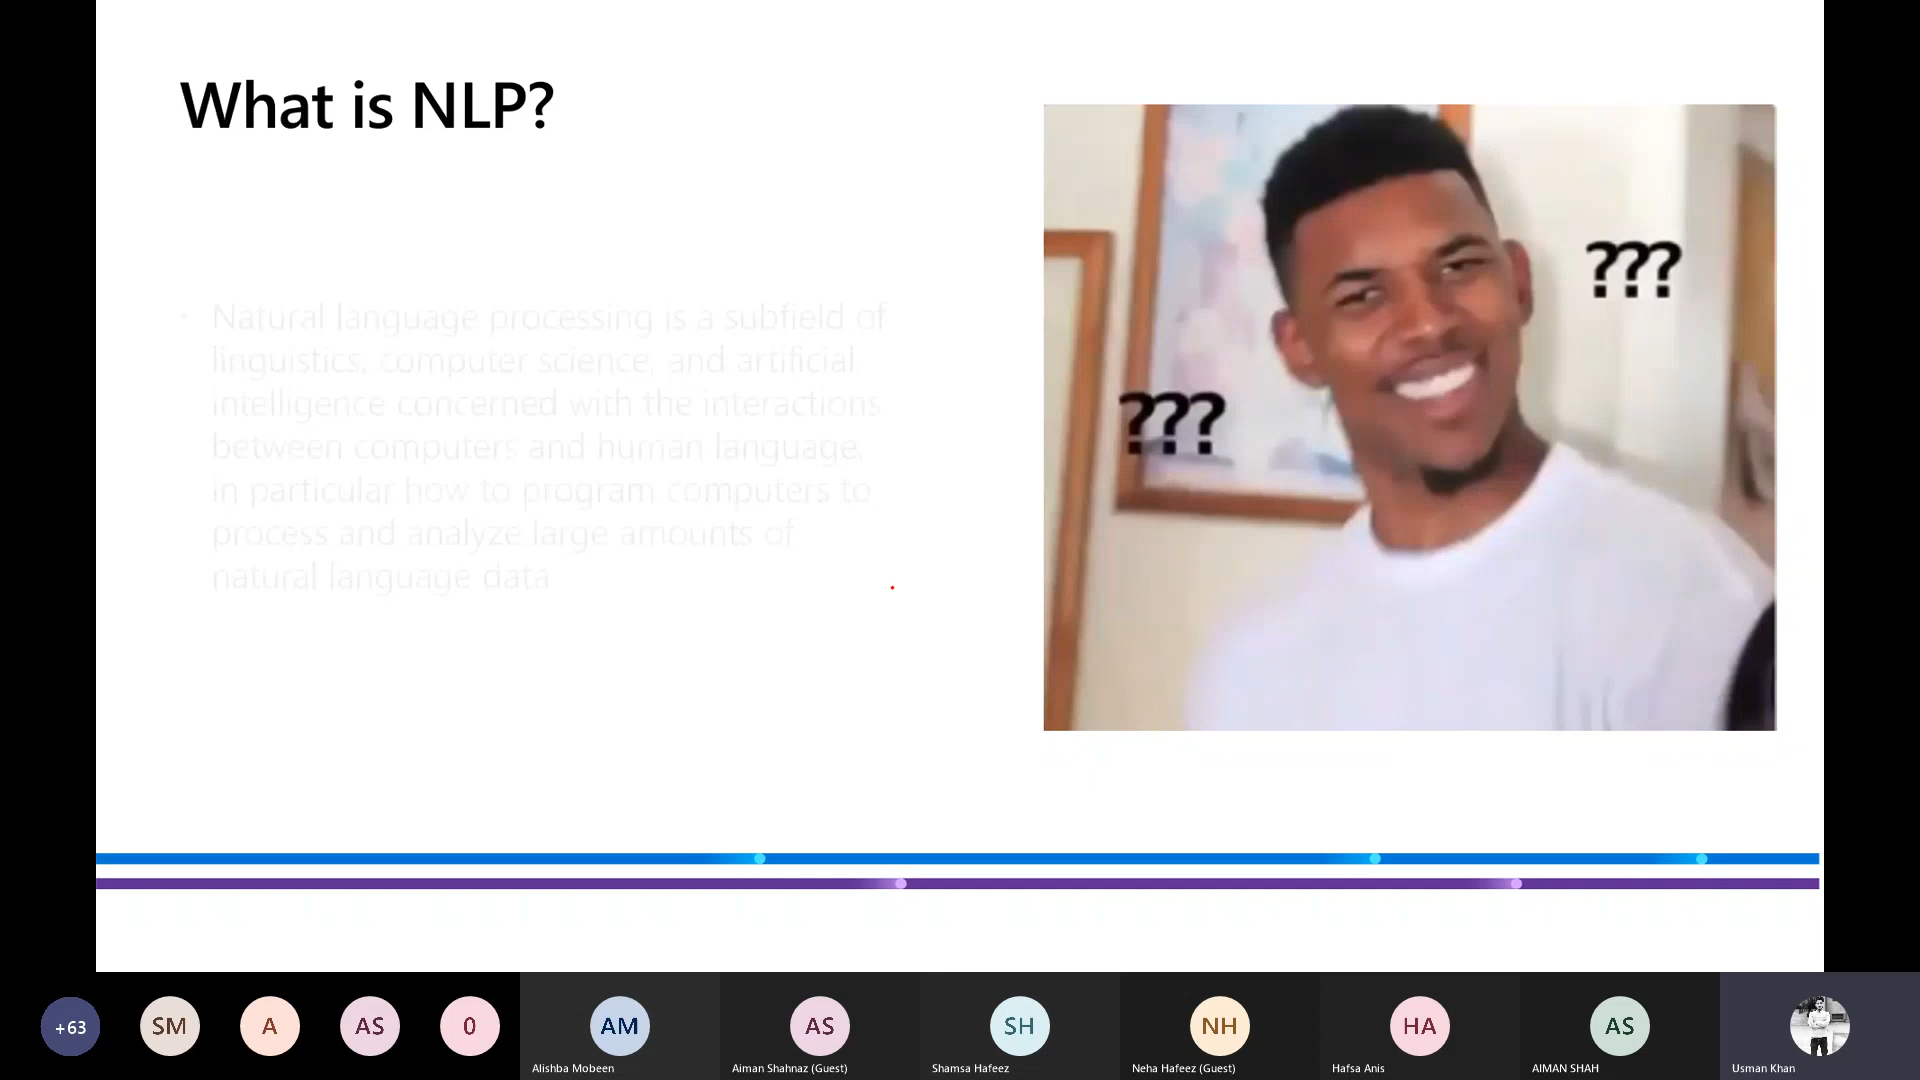 What is NLP?
• Natural language processing is a subfield of
linguistics, computer science, and artificial
intelligence concerned with the interactions
between computers and human language,
in particular how to program computers to
process and analyze large amounts of
natural language data
???
???
+63
SM
A
AS
0
AM
AS
SH
NH
HA
AS
Alishba Mobeen
Aiman Shahnaz (Guest)
Shamsa Hafeez
Neha Hafeez (Guest)
Hafsa Anis
AIMAN SHAH
Usman Khan